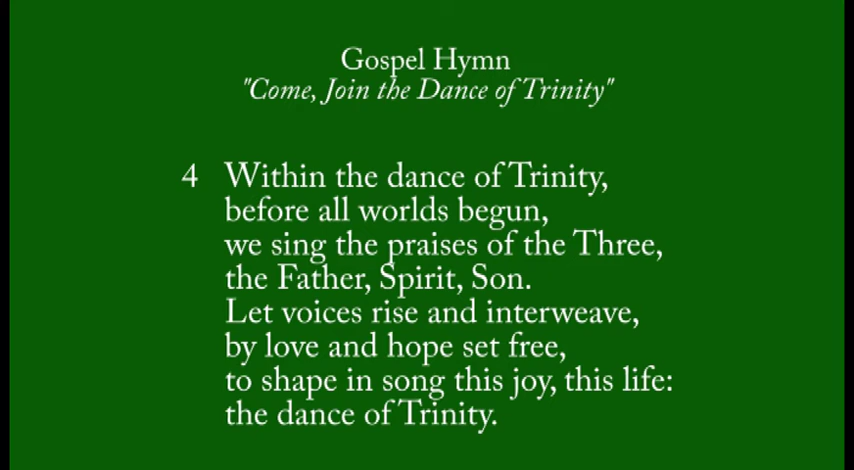 Gospel Hymn
"Come, Join the Dance of Trinity"
4 Within the dance of Trinity,
before all worlds begun,
we sing the praises of the Three,
the Father, Spirit, Son.
Let voices rise and interweave,
by love and hope set free,
to shape in song this joy, this life:
the dance of Trinity.